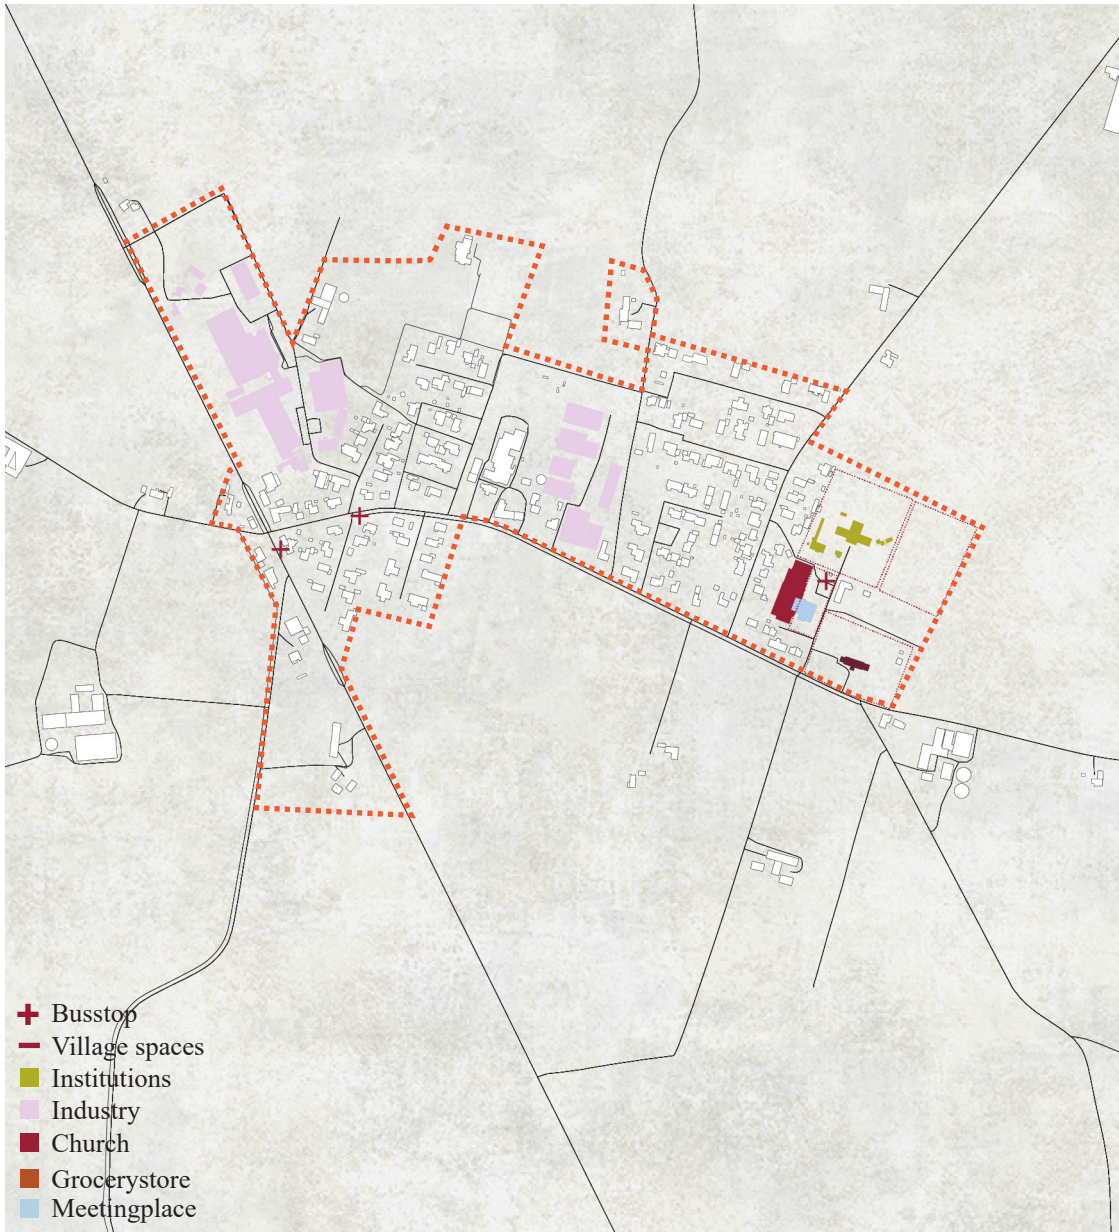 Busstop
Village spaces
Institutions
Industry
Church
Grocerystore
Meetingplace